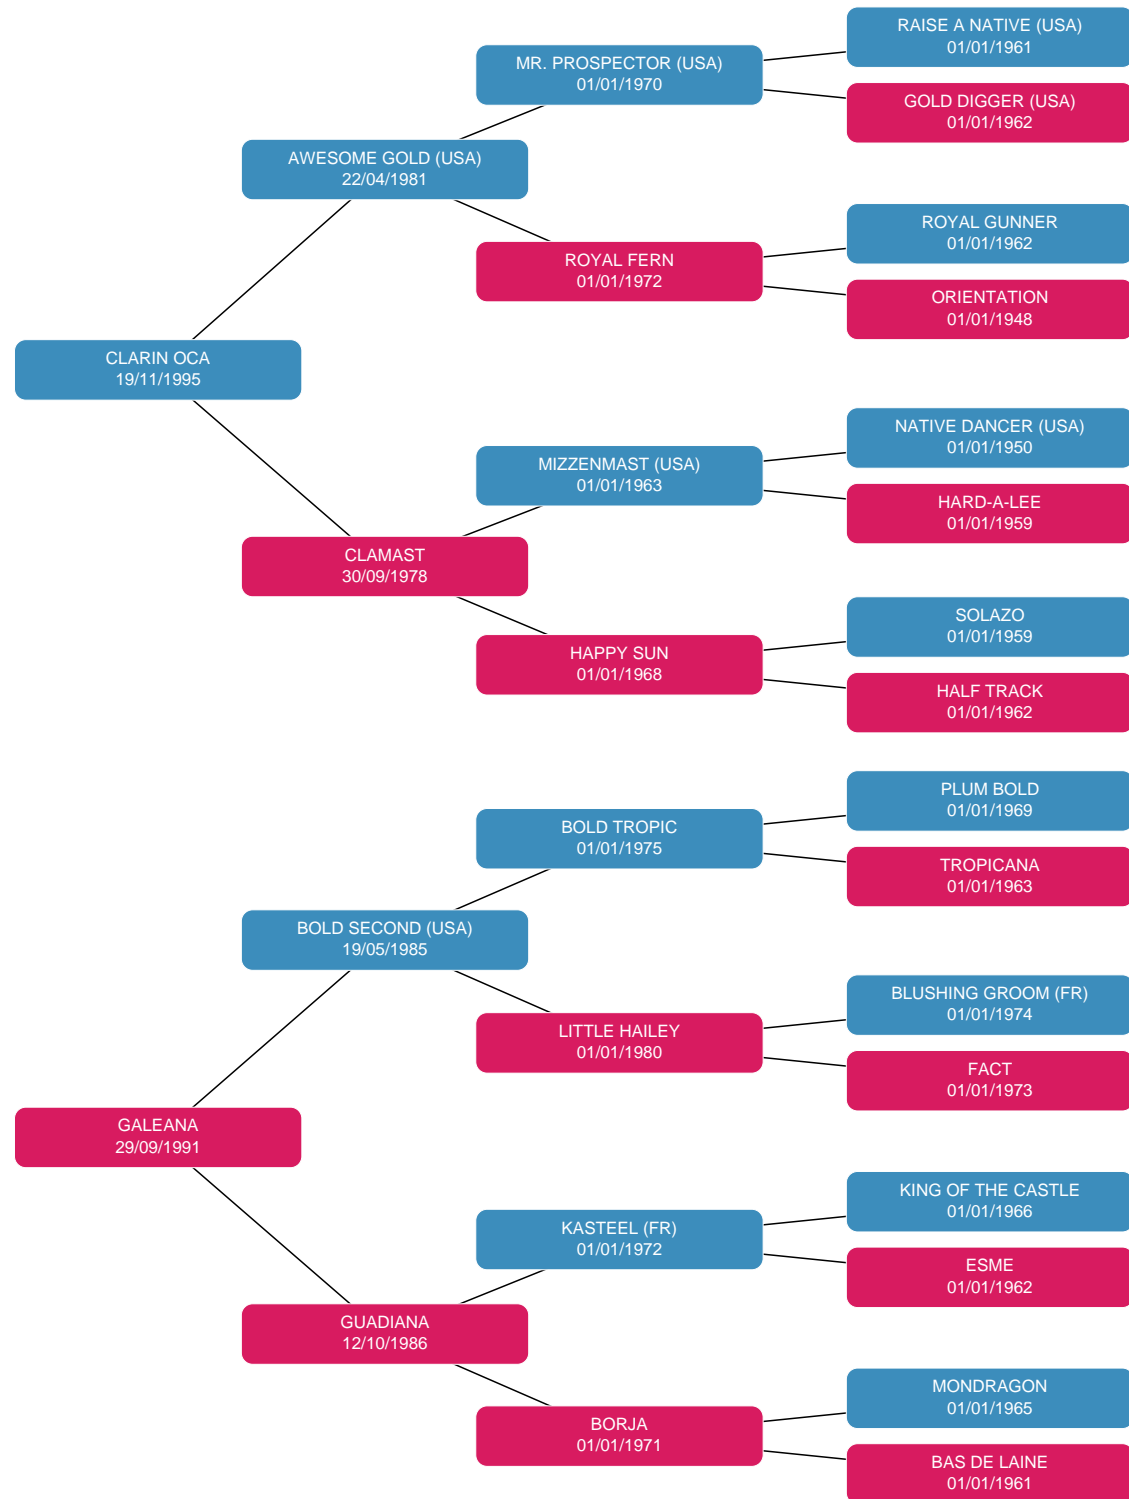 RAISE A NATIVE (USA)
01/01/1961
MR. PROSPECTOR (USA)
01/01/1970
GOLD DIGGER (USA)
01/01/1962
AWESOME GOLD (USA)
22/04/1981
ROYAL GUNNER
01/01/1962
ROYAL FERN
01/01/1972
ORIENTATION
01/01/1948
CLARIN OCA
19/11/1995
NATIVE DANCER (USA)
01/01/1950
MIZZENMAST (USA)
01/01/1963
HARD-A-LEE
01/01/1959
CLAMAST
30/09/1978
SOLAZO
01/01/1959
HAPPY SUN
01/01/1968
HALF TRACK
01/01/1962
PLUM BOLD
01/01/1969
BOLD TROPIC
01/01/1975
TROPICANA
01/01/1963
BOLD SECOND (USA)
19/05/1985
BLUSHING GROOM (FR)
01/01/1974
LITTLE HAILEY
01/01/1980
FACT
01/01/1973
GALEANA
29/09/1991
KING OF THE CASTLE
01/01/1966
KASTEEL (FR)
01/01/1972
ESME
01/01/1962
GUADIANA
12/10/1986
MONDRAGON
01/01/1965
BORJA
01/01/1971
BAS DE LAINE
01/01/1961